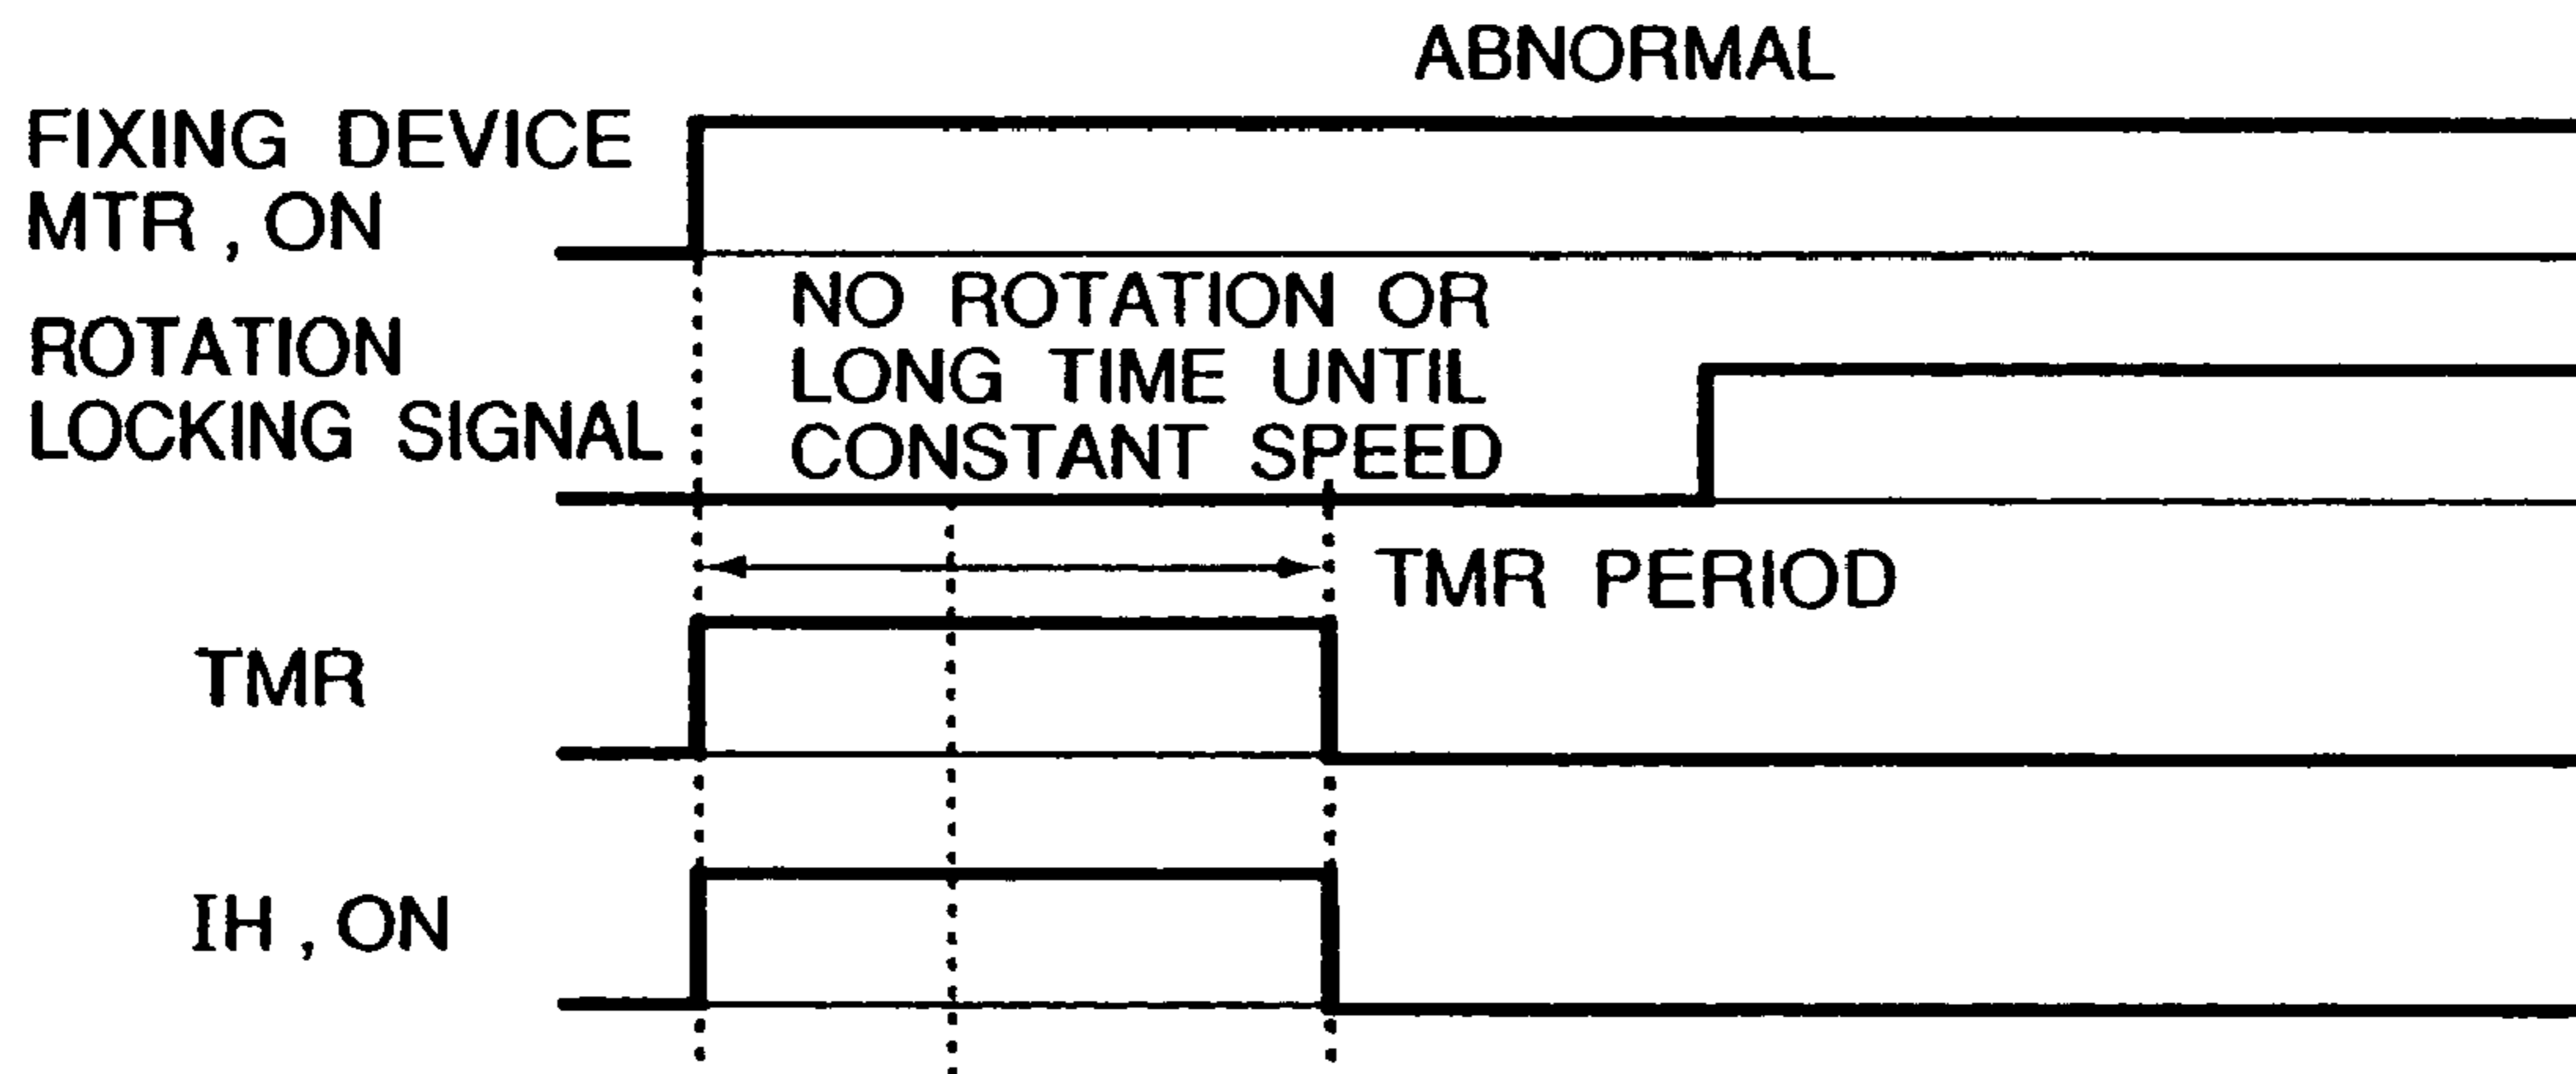 ABNORMAL
FIXING DEVICE
MTR , ON
NO ROTATION OR
LONG TIME UNTIL
CONSTANT SPEED
ROTATION
LOCKING SIGNAL
TMR PERIOD
TMR
IH , ON